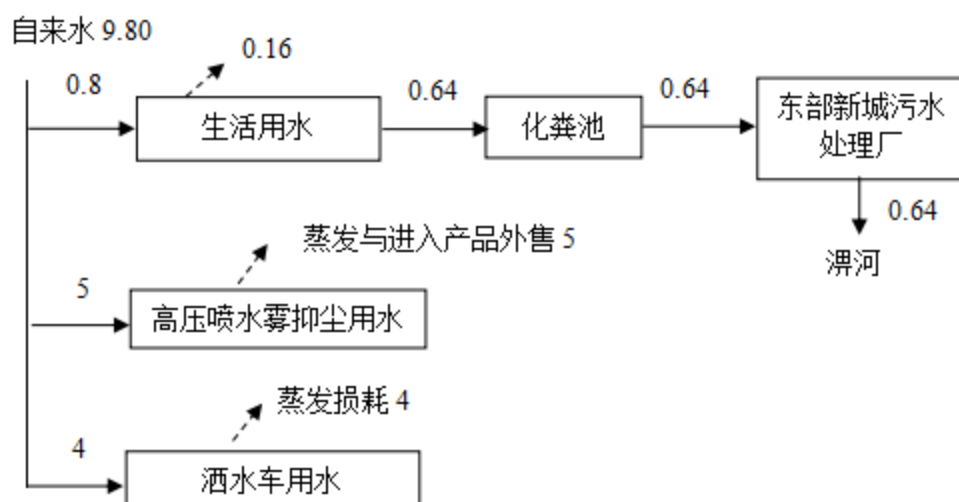 自来水 9.80
0.8
0.16
生活用水
0.64
化粪池
0.64
东部新城污水
处理厂
0.64
淠河
蒸发与进入产品外售 5
5
高压喷水雾抑尘用水
蒸发损耗 4
4
洒水车用水